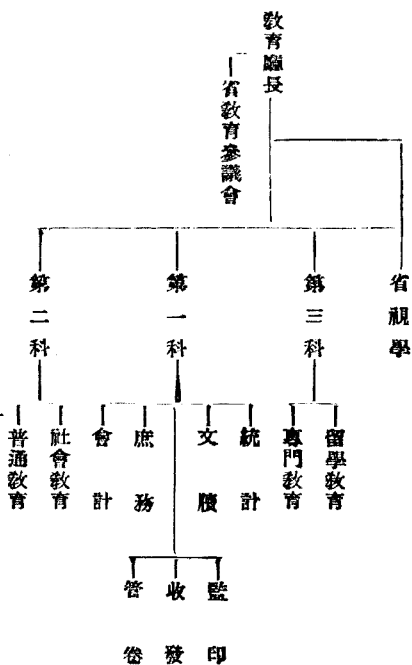 教育廳長
省教育參議會
省視學
第三科
第一科
第二科
留學教育
專門教育
統計
文牘
庶務
會計
社會教育
普通教育
監印
收發
管卷